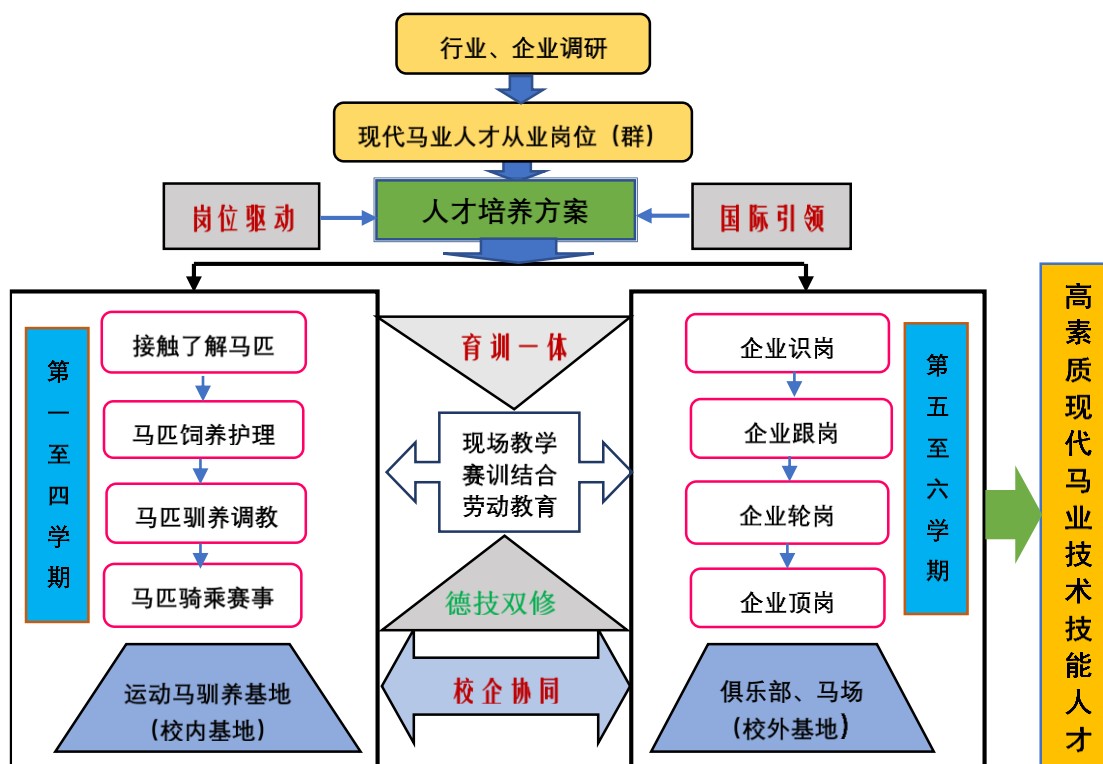 行业、企业调研
现代马业人才从业岗位（群）
岗位驱动
人才培养方案
国际引领
第一至四学期
接触了解马匹
马匹饲养护理
马匹驯养调教
马匹骑乘赛事
运动马驯养基地
（校内基地）
育训一体
现场教学
赛训结合
劳动教育
德技双修
校企协同
企业识岗
企业跟岗
企业轮岗
企业顶岗
第五至六学期
俱乐部、马场
（校外基地）
高素质现代马业技术技能人才